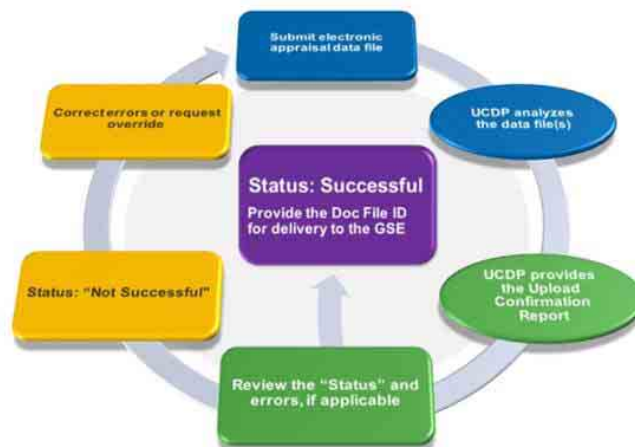 Submit electronic
appraisal data file
UCDP analyzes
the data file(s)
UCDP provides
the Upload
Confirmation
Report
Review the “Status” and
errors, if applicable
Status: Successful
Provide the Doc File ID
for delivery to the GSE
Status: “Not Successful”
Correct errors or request
override